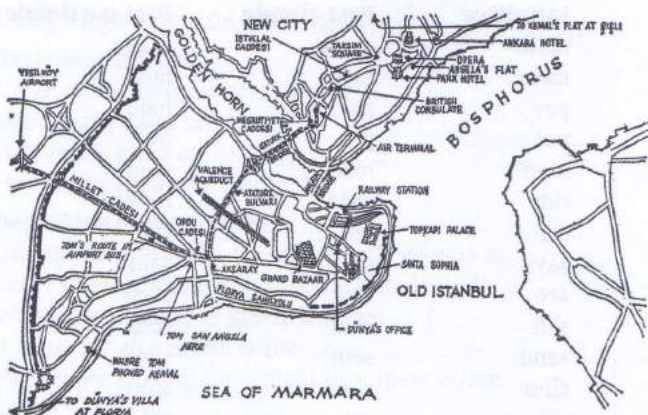 NEW CITY
ISTIKLAL
CADDESI
TAKSIM
SQUARE
TO KEMAL'S FLAT AT ŞIŞLI
ANKARA HOTEL
OPERA
ANGELA'S FLAT
PARK HOTEL
BRITISH
CONSULATE
BOSPHORUS
GOLDEN HORN
YESILKOY
AIRPORT
MESRUTIYET
CADDESI
AIR TERMINAL
VALENCE
AQUEDUCT
ATATURK
BULVARI
RAILWAY STATION
MILLET CADDESI
ORDU
CADDESI
TOPKAPI PALACE
TOM'S ROUTE IN
AIRPORT BUS
AKSARAY
GRAND BAZAAR
SANTA SOPHIA
FLORYA SAHILYOLU
OLD ISTANBUL
DÜNYA'S OFFICE
TOM SAW ANGELA
HERE
WHERE TOM
PHONED KEMAL
SEA OF MARMARA
TO DÜNYA'S VILLA
AT FLORYA